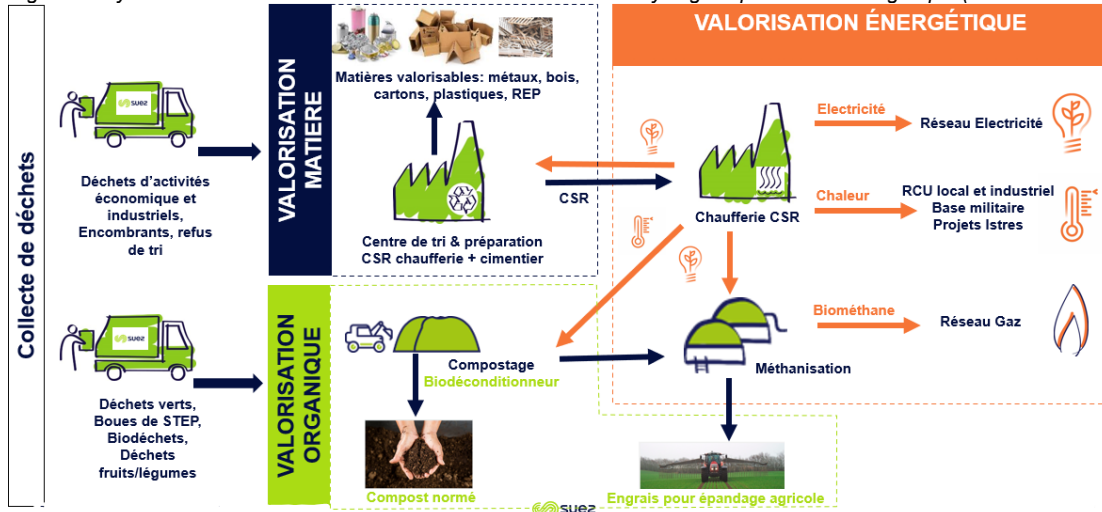 VALORISATION ÉNERGÉTIQUE
Collecte de déchets
suez
Déchets d'activités
économique et
industriels,
Encombrants, refus
de tri
VALORISATION
MATIERE
Matières valorisables: métaux, bois,
cartons, plastiques, REP
Centre de tri & préparation
CSR chaufferie + cimentier
CSR
Chaufferie CSR
Electricité
Réseau Electricité
Chaleur
RCU local et industriel
Base militaire
Projets Istres
suez
Déchets verts,
Boues de STEP,
Biodéchets,
Déchets
fruits/légumes
VALORISATION
ORGANIQUE
Compostage
Biodéconditionneur
Compost normé
Méthanisation
Biométhane
Réseau Gaz
Engrais pour épandage agricole
suez